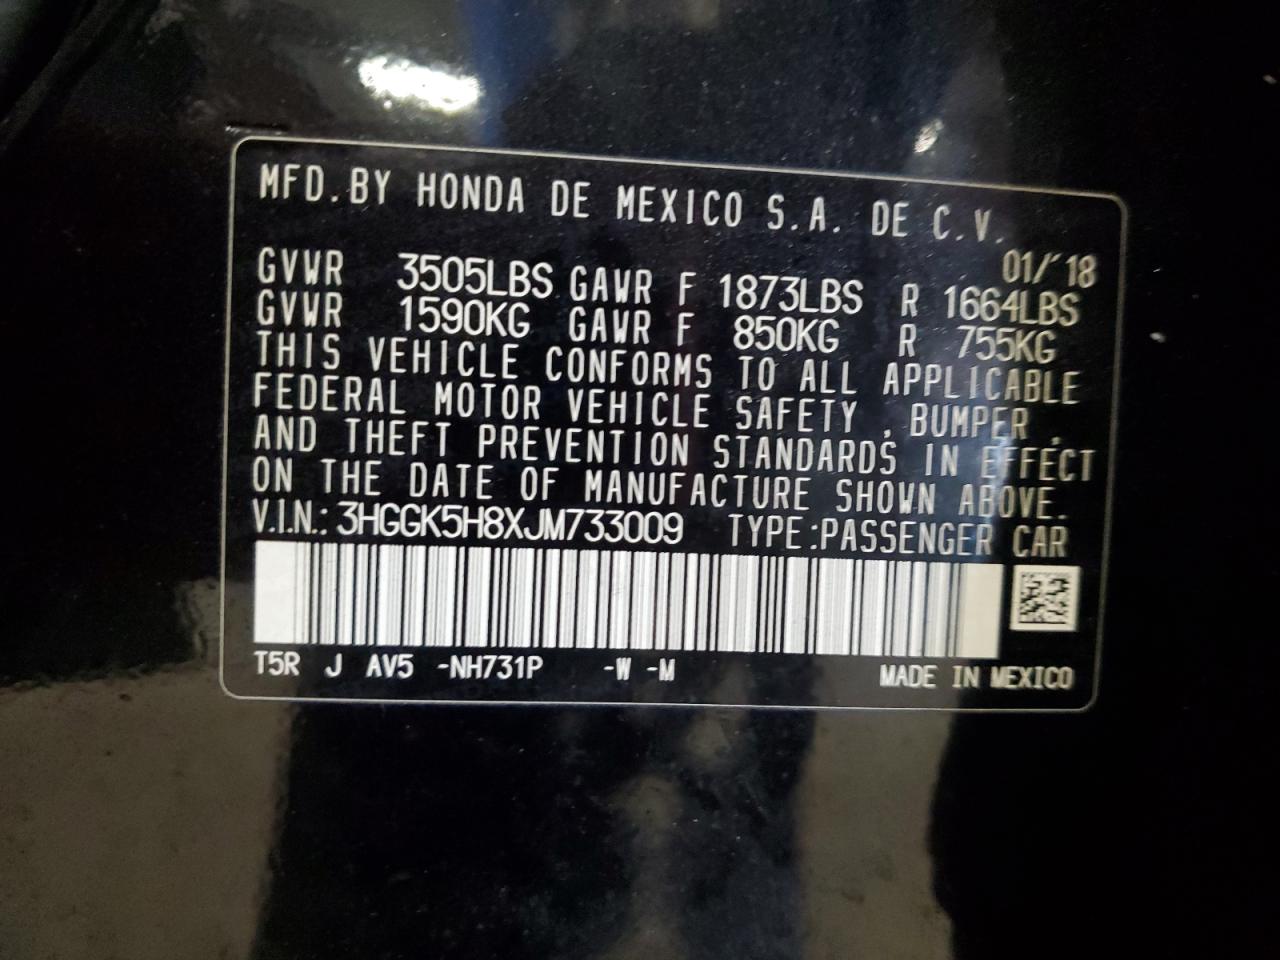 MFD. BY HONDA DE MEXICO S.A. DE C.V.
01/'18
GVWR 3505LBS GAWR F 1873LBS R 1664LBS
GVWR 1590KG GAWR F 850KG R 755KG
THIS VEHICLE CONFORMS TO ALL APPLICABLE
FEDERAL MOTOR VEHICLE SAFETY , BUMPER ,
AND THEFT PREVENTION STANDARDS IN EFFECT
ON THE DATE OF MANUFACTURE SHOWN ABOVE.
V.I.N.: 3HGGK5H8XJM733009 TYPE:PASSENGER CAR
T5R J AV5 -NH731P -W -M MADE IN MEXICO